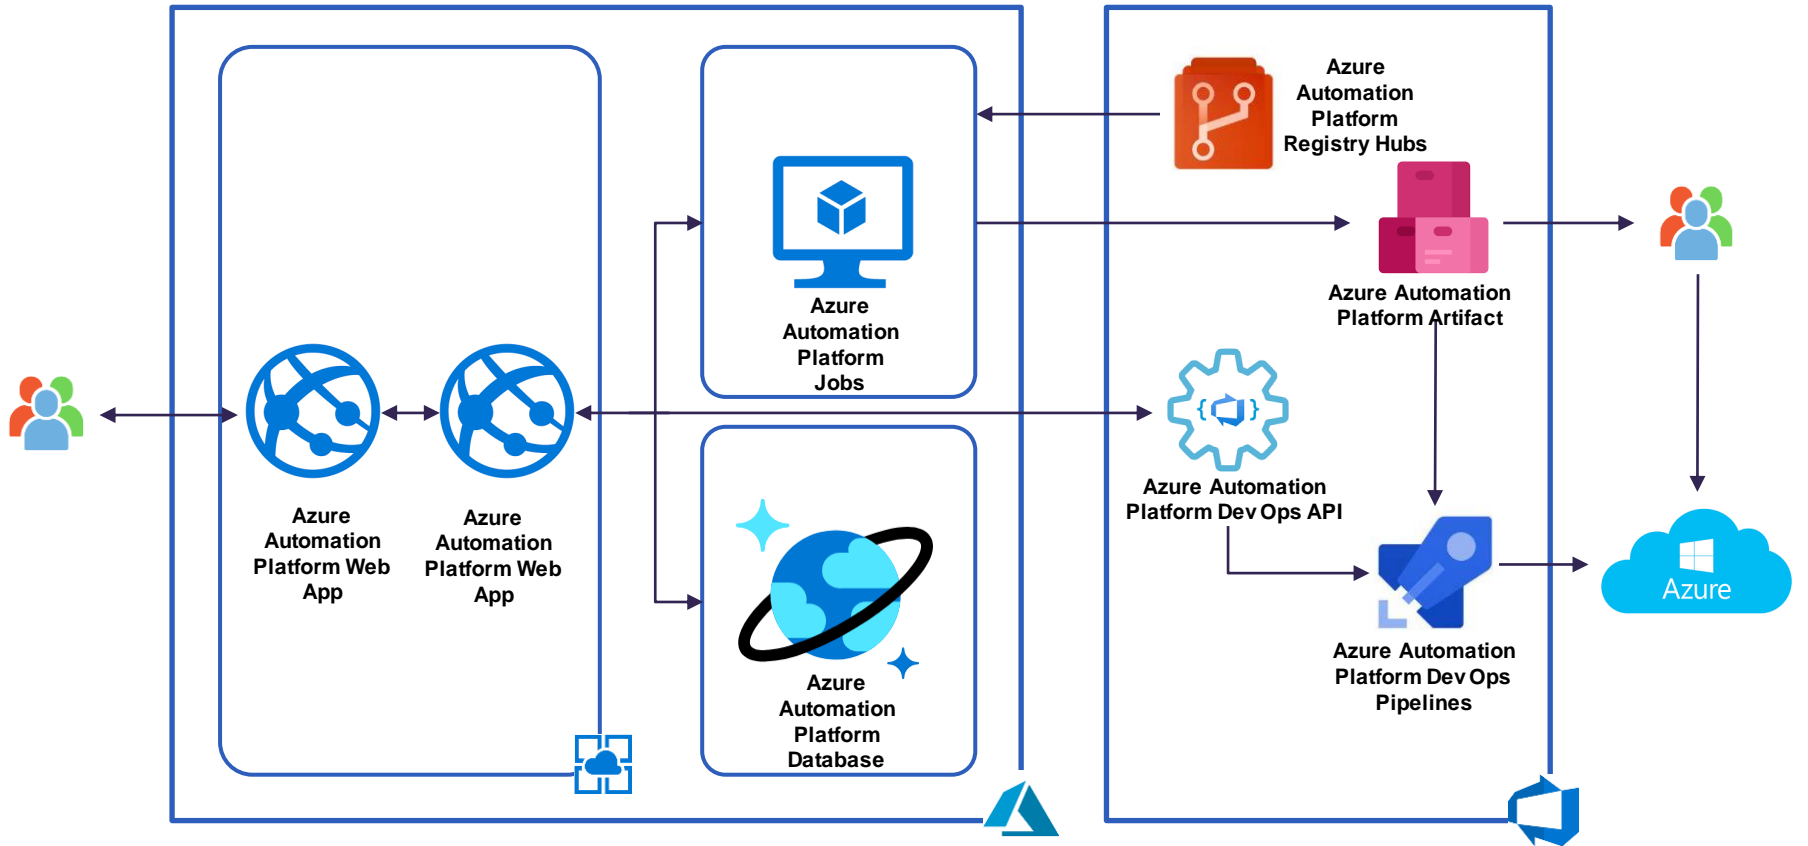 Azure
Automation
Platform
Registry Hubs
Azure Automation
Platform Artifact
Azure
Automation
Platform
Jobs
Azure Automation
Platform Dev Ops API
Azure
Automation
Platform Web
App
Azure
Automation
Platform Web
App
Azure
Azure Automation
Platform Dev Ops
Pipelines
Azure
Automation
Platform
Database